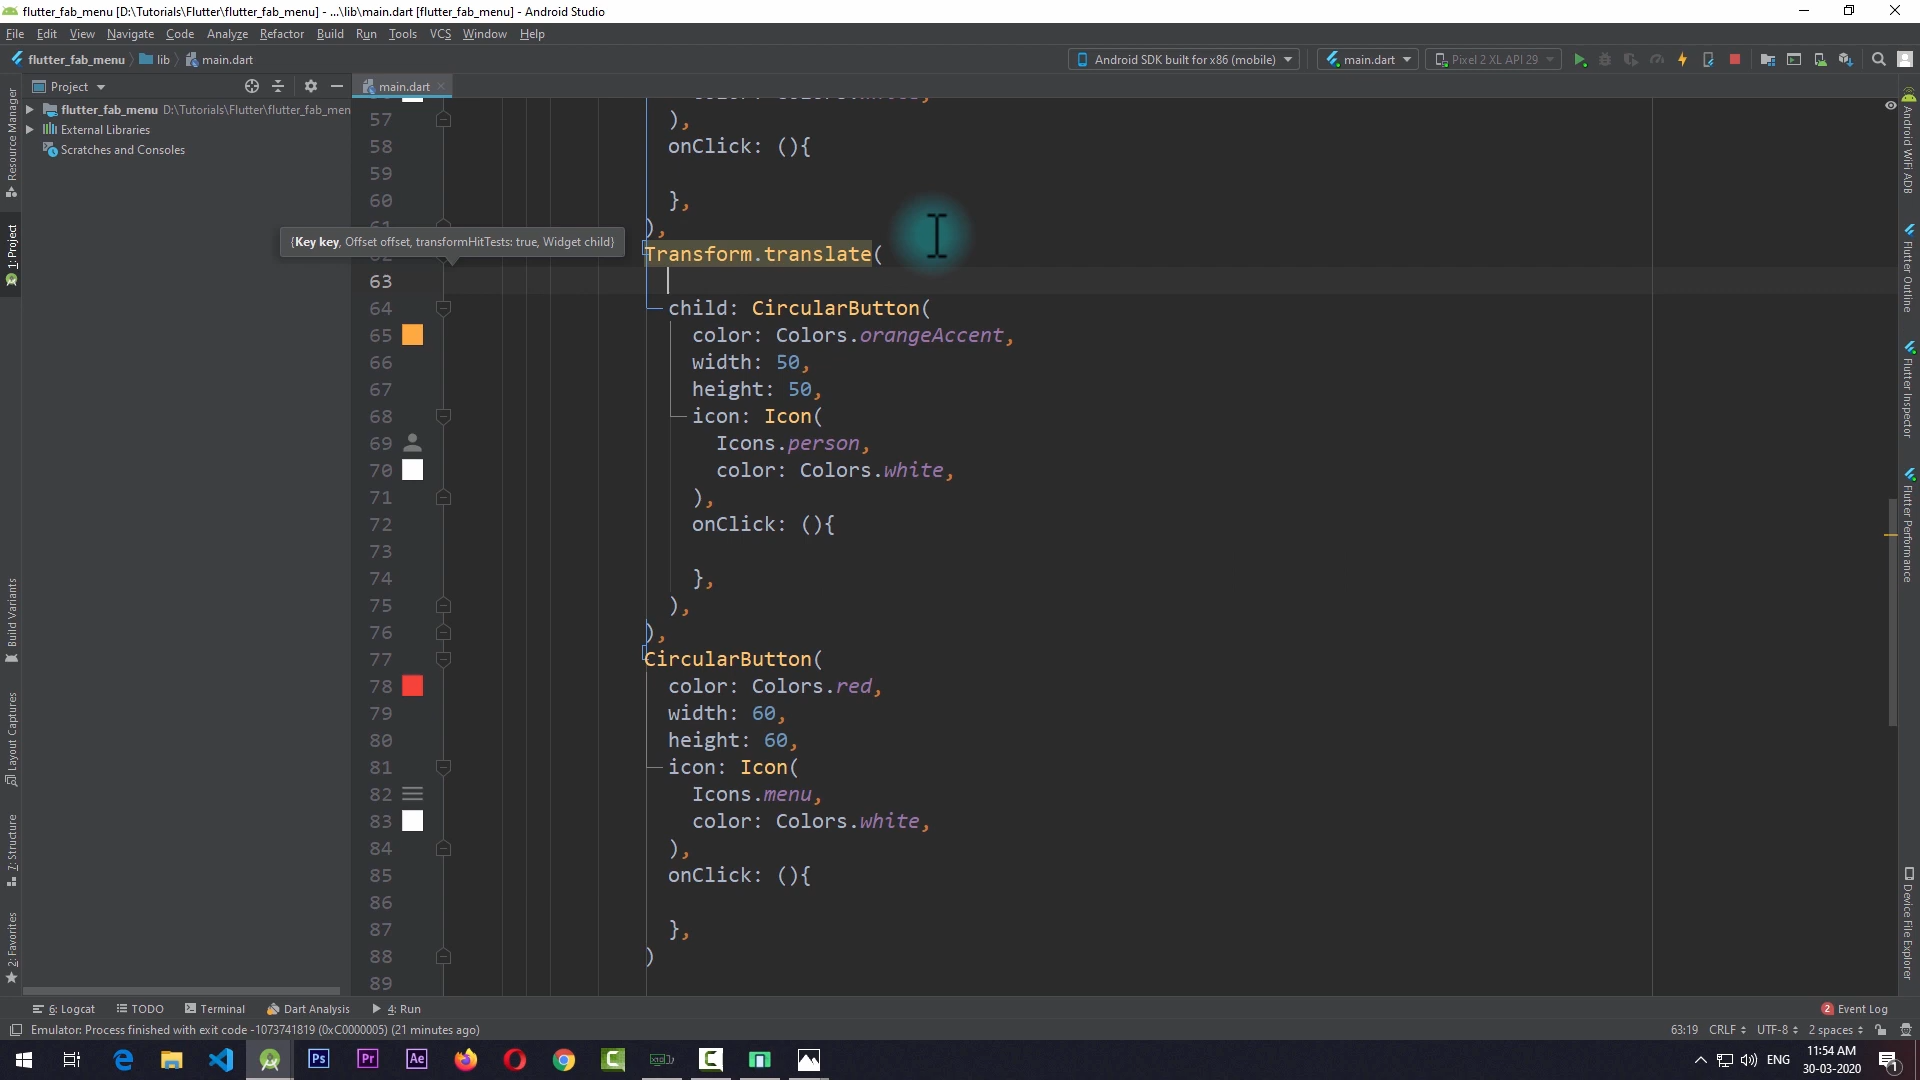 flutter_fab_menu [D:\Tutorials\Flutter\flutter_fab_menu] - ...\lib\main.dart [flutter_fab_menu] - Android Studio
File Edit View Navigate Code Analyze Refactor Build Run Tools VCS Window Help
flutter_fab_menu lib main.dart
Android SDK built for x86 (mobile) main.dart Pixel 2 XL API 29
Project
main.dart
flutter_fab_menu D:\Tutorials\Flutter\flutter_fab_men
External Libraries
Scratches and Consoles
Resource Manager
1: Project
Build Variants
Layout Captures
7: Structure
2: Favorites
57 ),
58 onClick: (){
59
60 },
),
{Key key, Offset offset, transformHitTests: true, Widget child}
Transform.translate(
63
64 child: CircularButton(
65 color: Colors.orangeAccent,
66 width: 50,
67 height: 50,
68 icon: Icon(
69 Icons.person,
70 color: Colors.white,
71 ),
72 onClick: (){
73
74 },
75 ),
76 ),
77 CircularButton(
78 color: Colors.red,
79 width: 60,
80 height: 60,
81 icon: Icon(
82 Icons.menu,
83 color: Colors.white,
84 ),
85 onClick: (){
86
87 },
88 )
89
Android WiFi ADB
Flutter Outline
Flutter Inspector
Flutter Performance
Device File Explorer
6: Logcat TODO Terminal Dart Analysis 4: Run
2 Event Log
Emulator: Process finished with exit code -1073741819 (0xC0000005) (21 minutes ago)
63:19 CRLF UTF-8 2 spaces
Ps Pr Ae
ENG
11:54 AM
30-03-2020
1